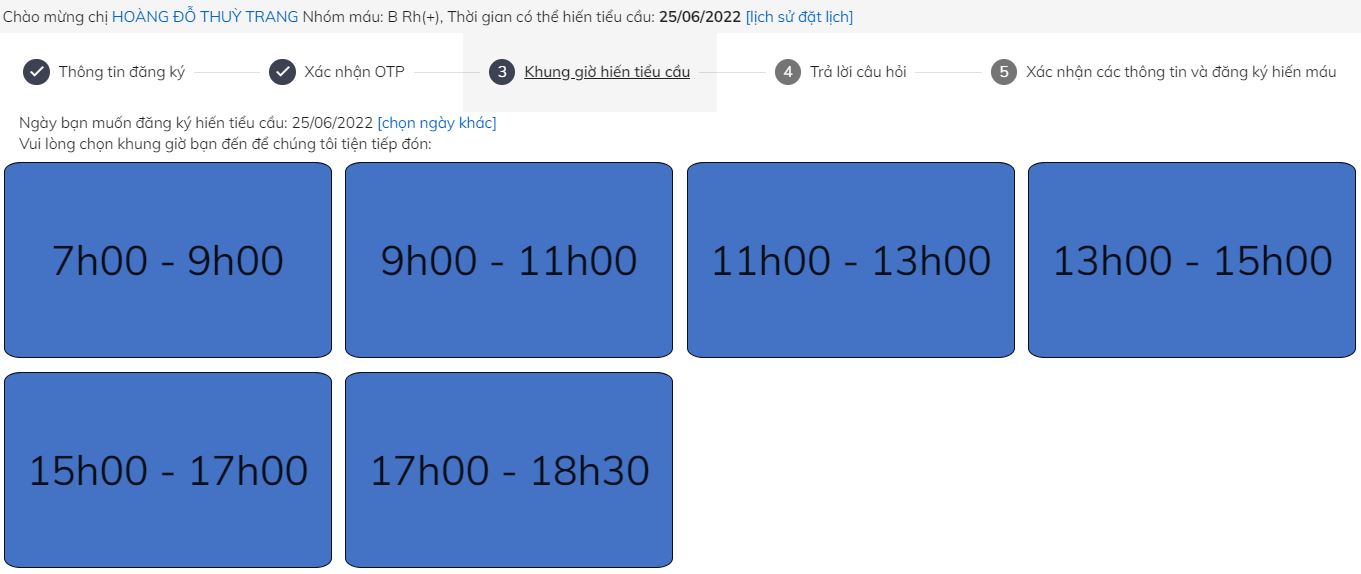 Chào mừng chị HOÀNG ĐỖ THUỲ TRANG Nhóm máu: B Rh(+), Thời gian có thể hiến tiểu cầu: 25/06/2022 [lịch sử đặt lịch]
Thông tin đăng ký Xác nhận OTP 3 Khung giờ hiến tiểu cầu 4 Trả lời câu hỏi 5 Xác nhận các thông tin và đăng ký hiến máu
Ngày bạn muốn đăng ký hiến tiểu cầu: 25/06/2022 [chọn ngày khác]
Vui lòng chọn khung giờ bạn đến để chúng tôi tiện tiếp đón:
7h00 - 9h00 9h00 - 11h00 11h00 - 13h00 13h00 - 15h00
15h00 - 17h00 17h00 - 18h30